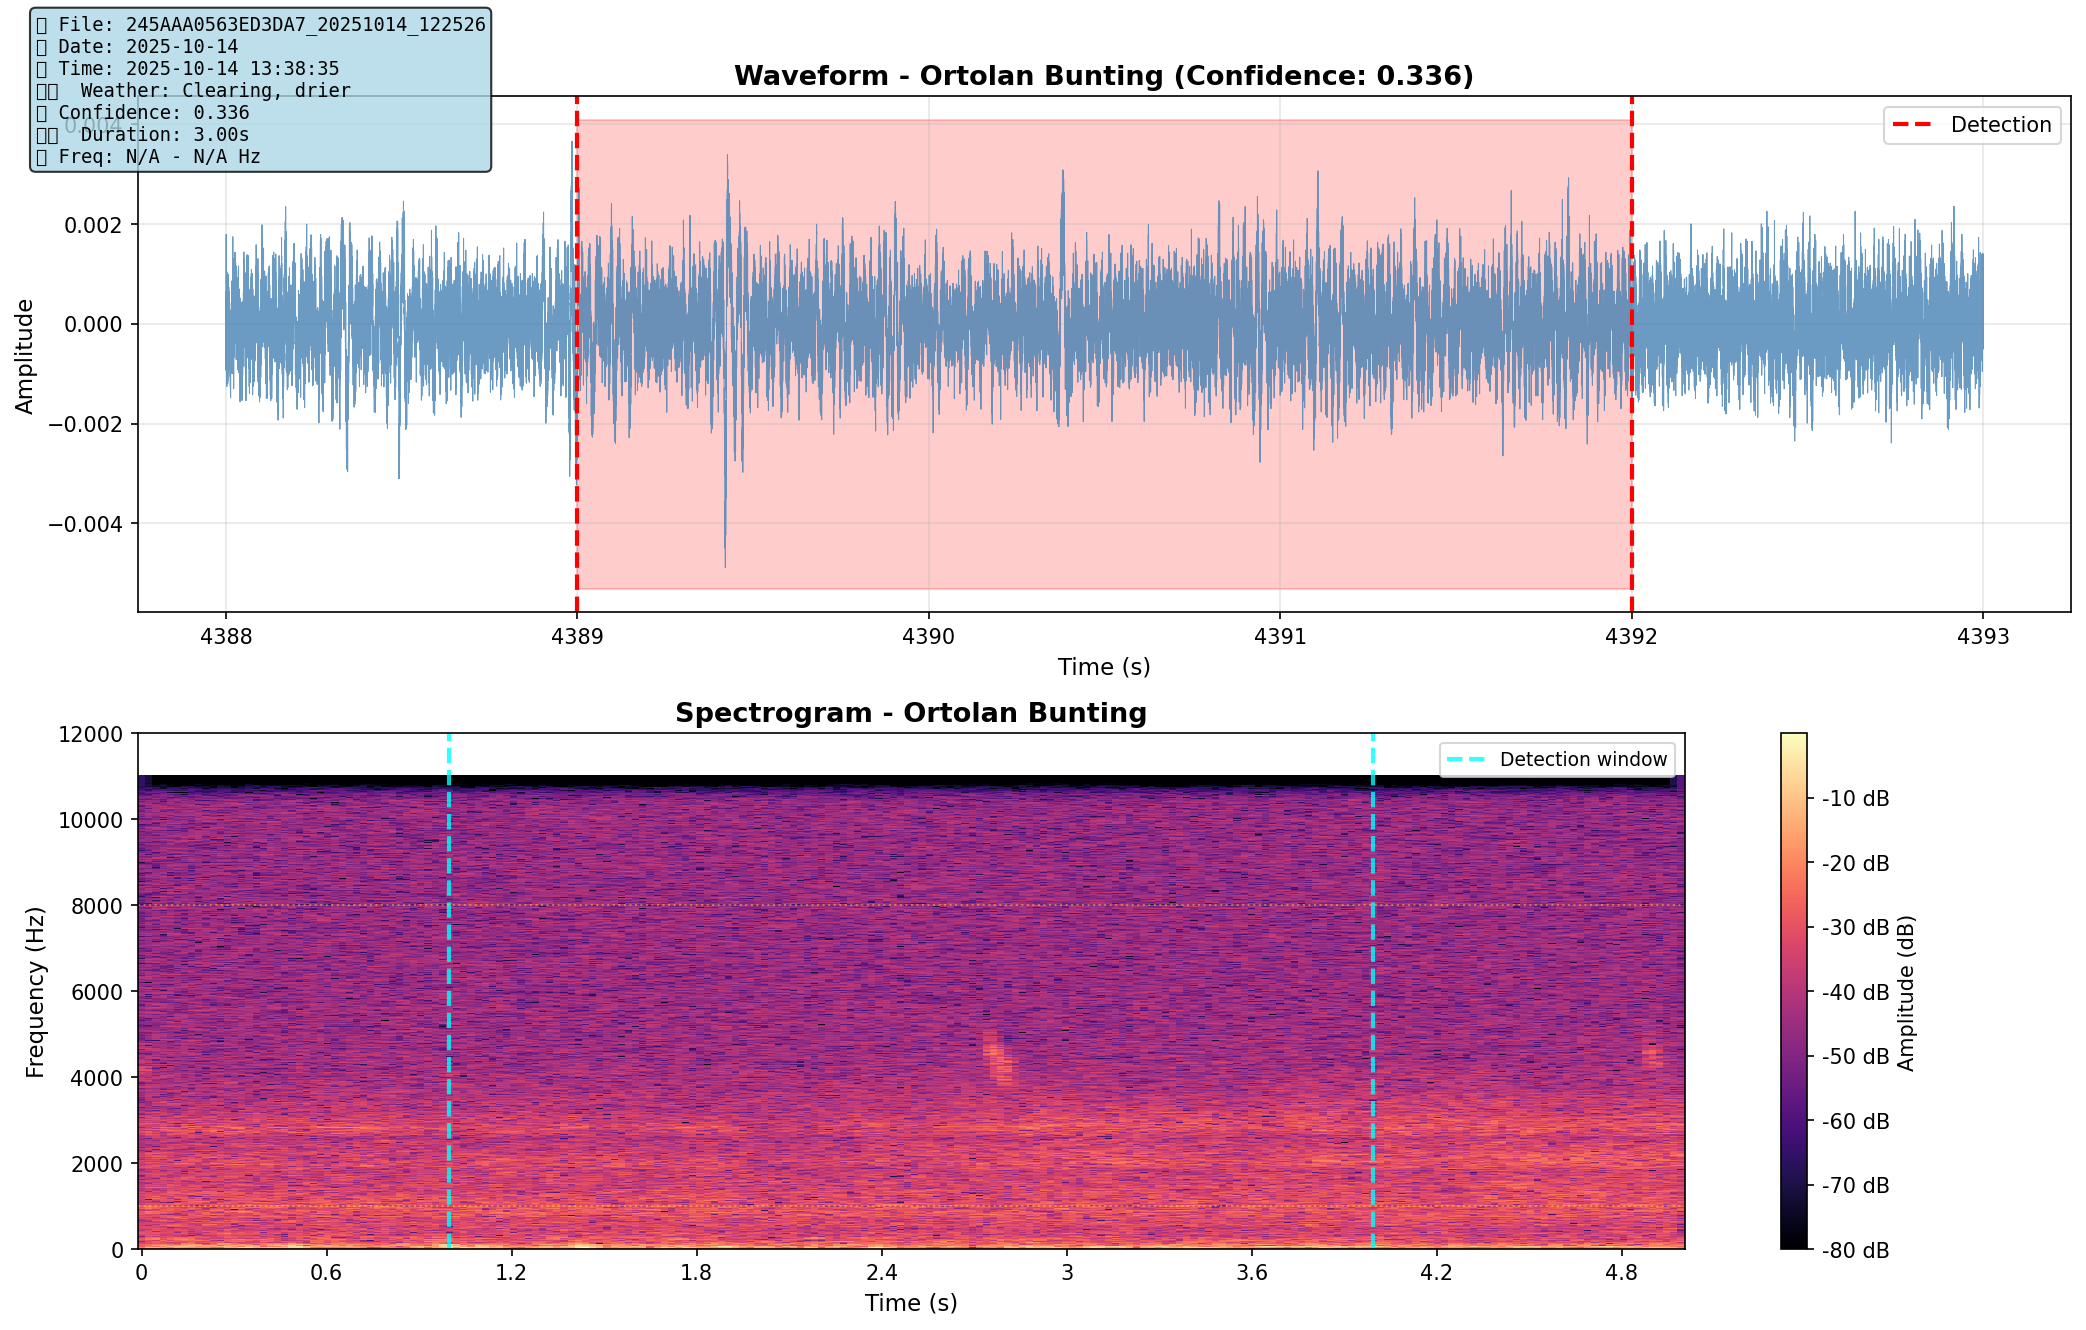 File: 245AAA0563ED3DA7_20251014_122526
Date: 2025-10-14
Time: 2025-10-14 13:38:35
Weather: Clearing, drier
Confidence: 0.336
Duration: 3.00s
Freq: N/A - N/A Hz
Waveform - Ortolan Bunting (Confidence: 0.336)
Detection
Amplitude
0.004
0.002
0.000
−0.002
−0.004
4388
4389
4390
4391
4392
4393
Time (s)
Spectrogram - Ortolan Bunting
Detection window
Frequency (Hz)
12000
10000
8000
6000
4000
2000
0
0
0.6
1.2
1.8
2.4
3
3.6
4.2
4.8
Time (s)
-10 dB
-20 dB
-30 dB
-40 dB
-50 dB
-60 dB
-70 dB
-80 dB
Amplitude (dB)